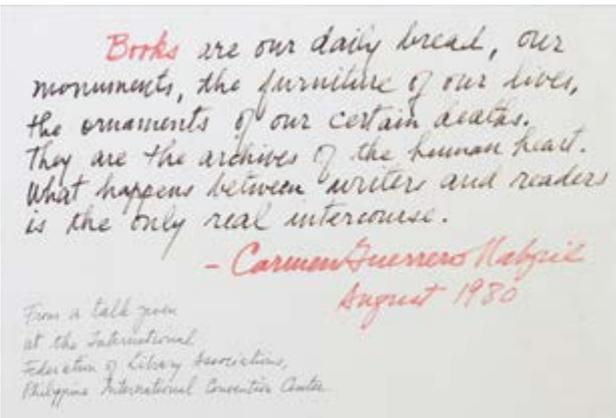 Books are our daily bread, our
monuments, the furniture of our lives,
the ornaments of our certain deaths.
They are the archives of the human heart.
What happens between writers and readers
is the only real intercourse.
- Carmen Guerrero Nakpil
August 1980
From a talk given
at the International
Federation of Library Associations,
Philippine International Convention Center.